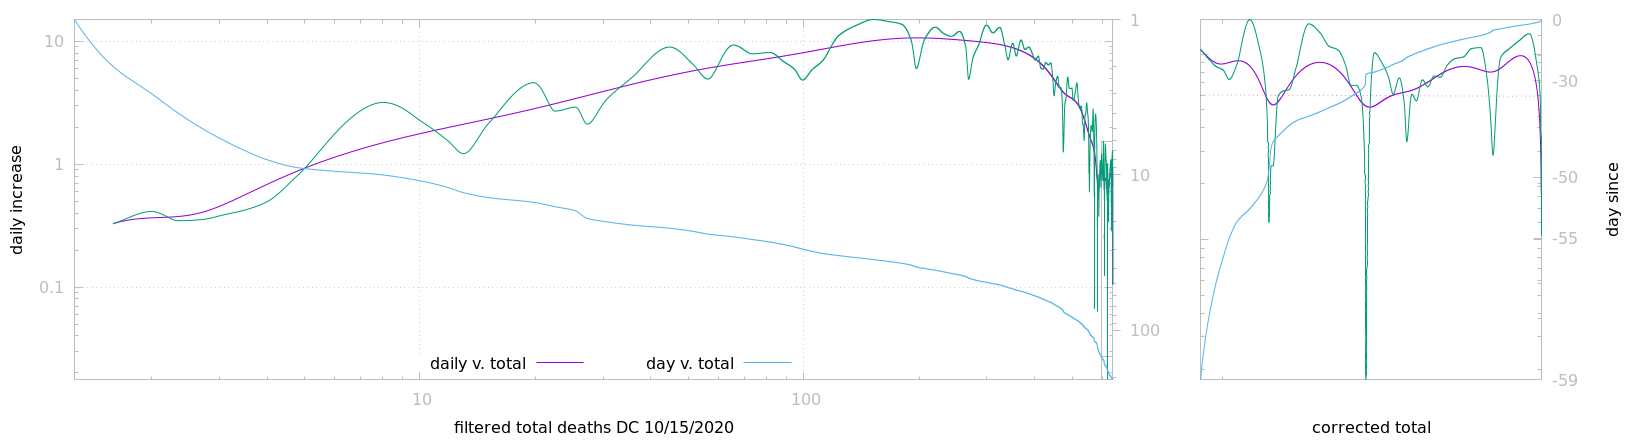 10
1
0.1
daily increase
daily v. total
day v. total
10
100
filtered total deaths DC 10/15/2020
1
10
100
0
-30
-50
-55
-59
day since
corrected total